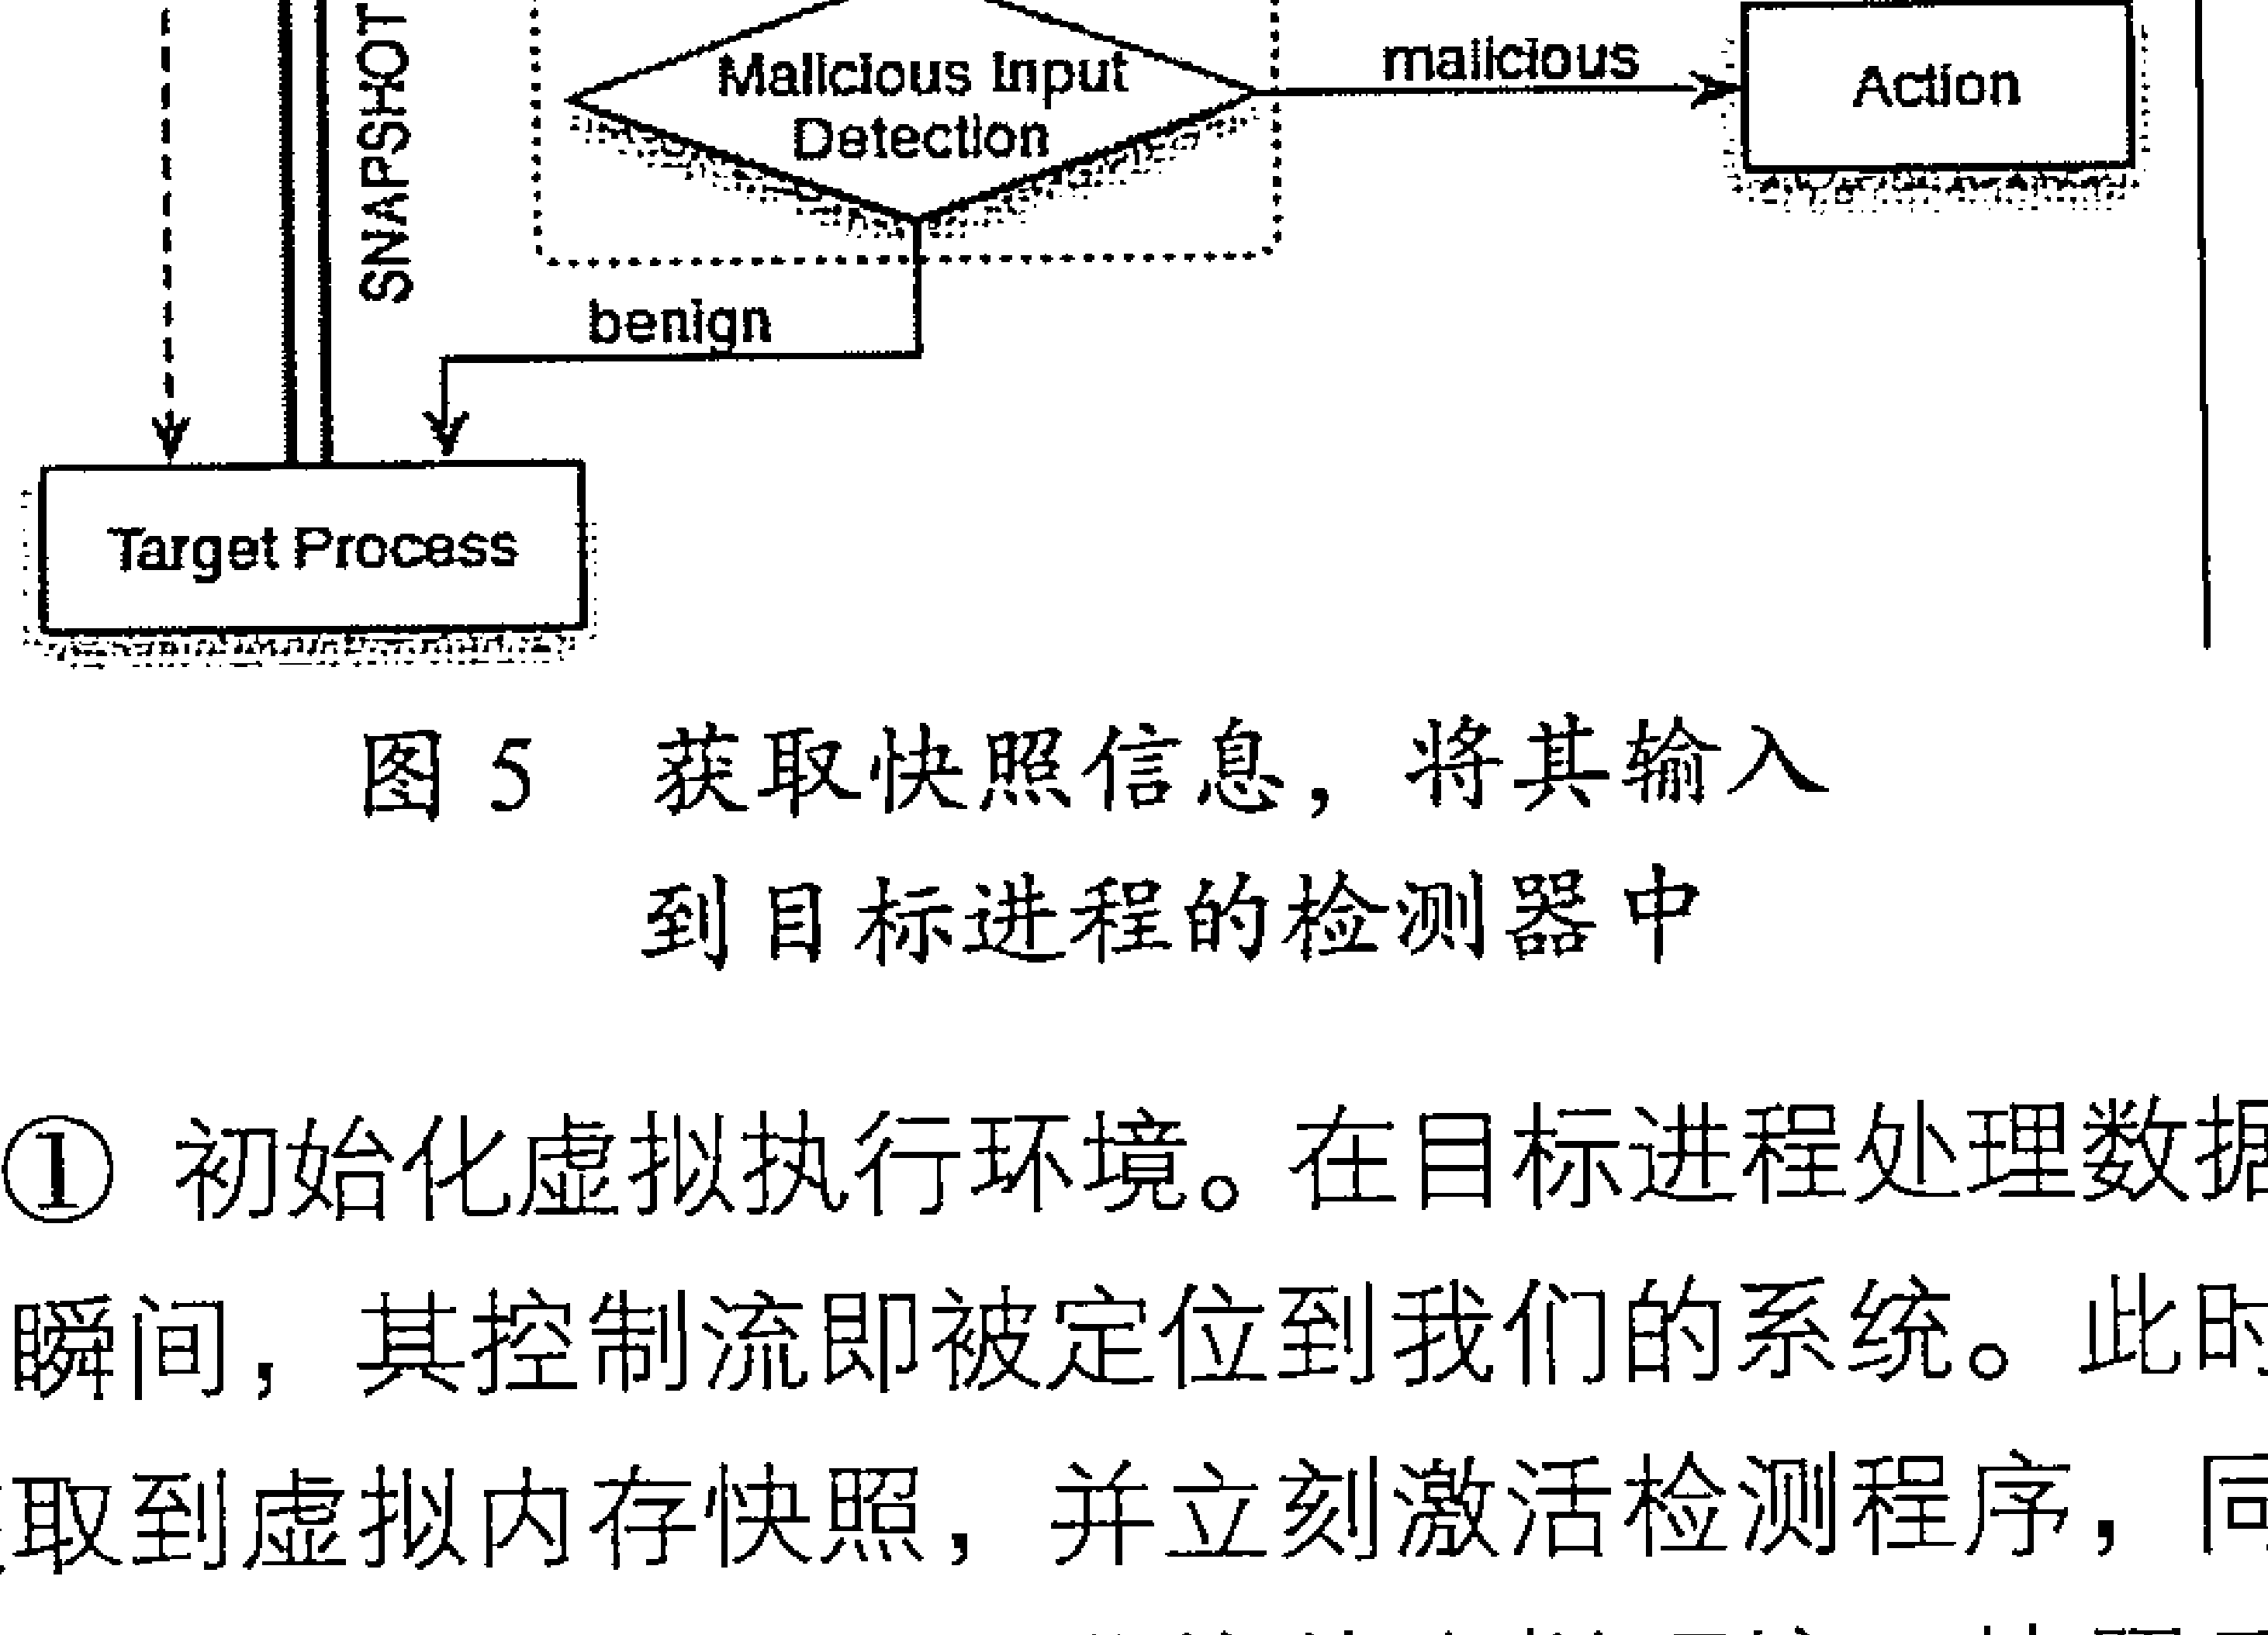 SNAPSHOT
Malicious Input
Detection
malicious
Action
benign
Target Process
图 5 获取快照信息，将其输入
到目标进程的检测器中
① 初始化虚拟执行环境。在目标进程处理数据
瞬间，其控制流即被定位到我们的系统。此时
取到虚拟内存快照，并立刻激活检测程序，同